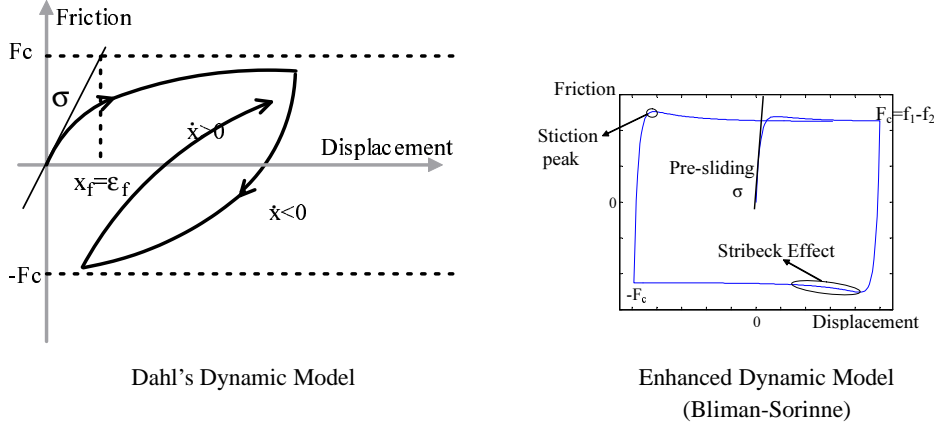 Friction
Fc
σ
ẋ>0
Displacement
x_f=ε_f
ẋ<0
-Fc
Dahl's Dynamic Model
Friction
F_c=f_1-f_2
Stiction
peak
Pre-sliding
σ
0
Stribeck Effect
-F_c
0
Displacement
Enhanced Dynamic Model
(Bliman-Sorinne)